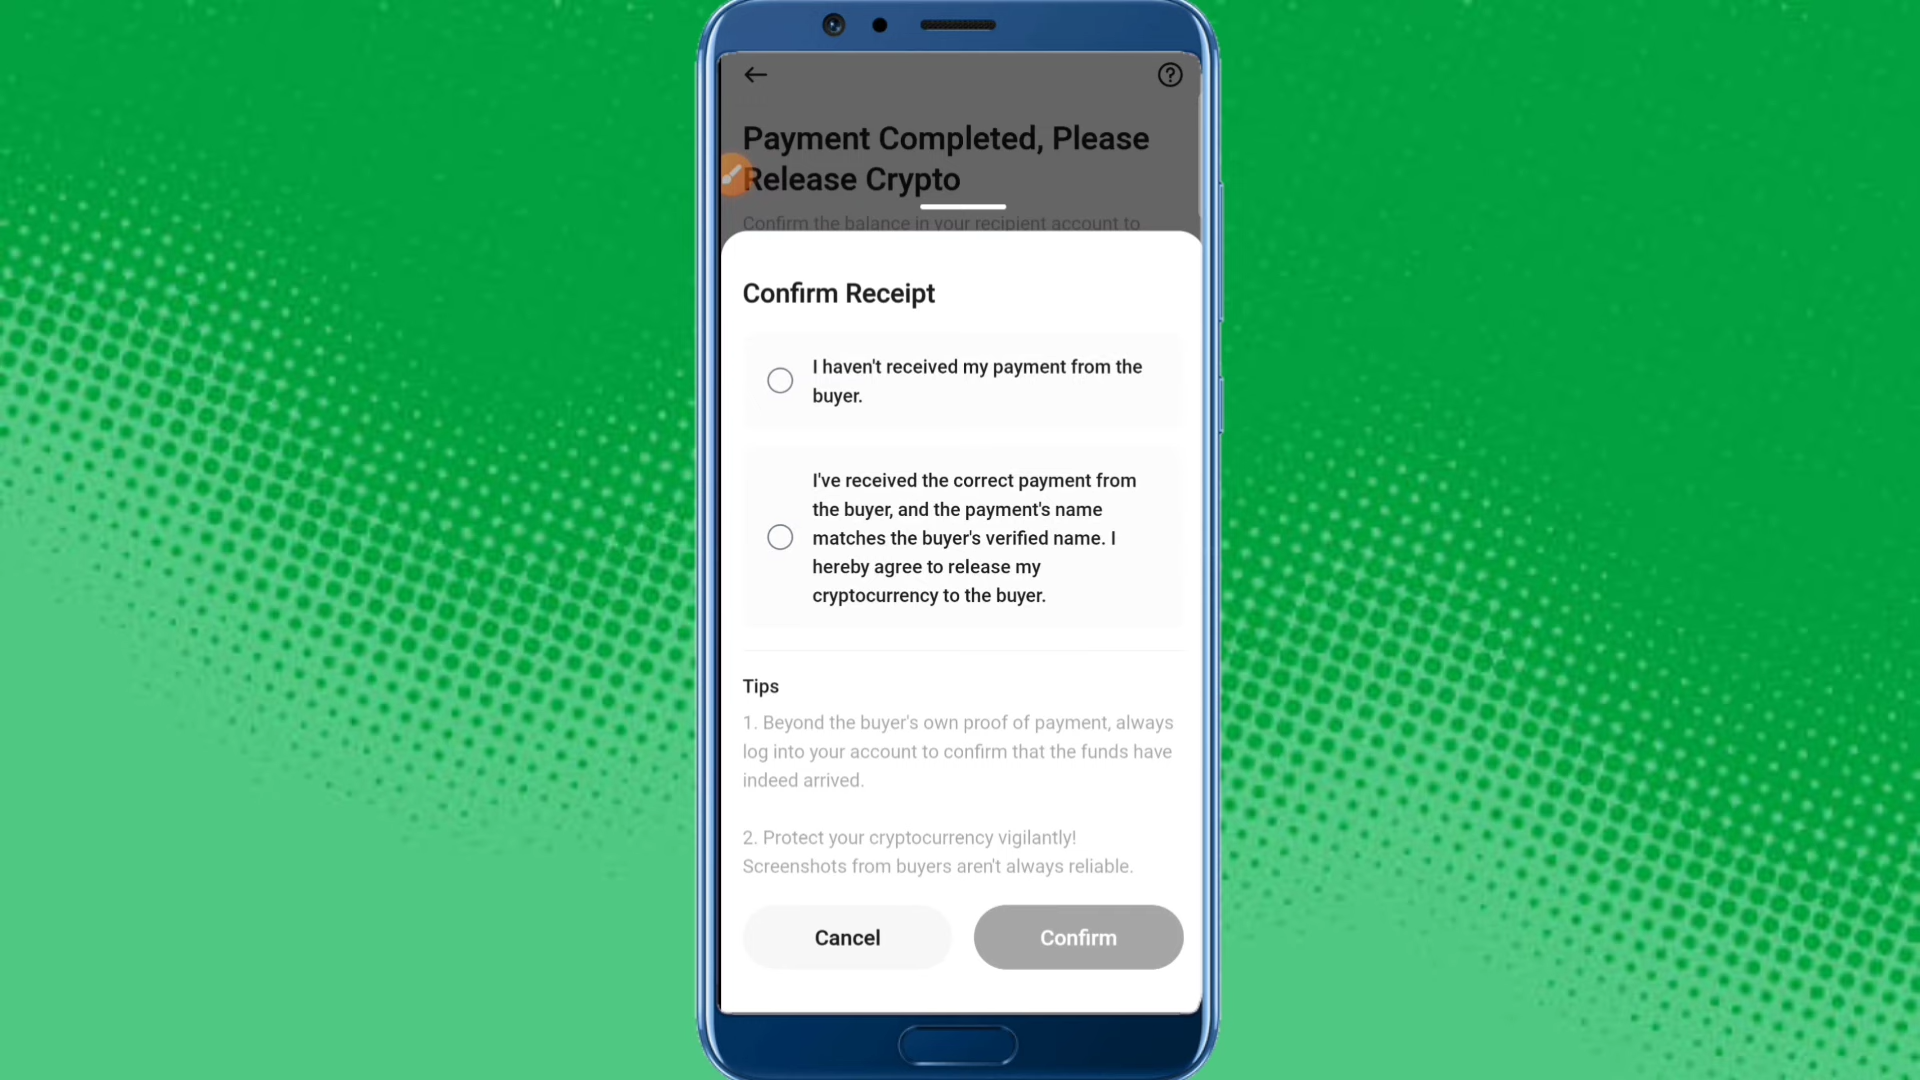 Payment Completed, Please
Release Crypto
Confirm the balance in your recipient account to
Confirm Receipt
I haven't received my payment from the
buyer.
I've received the correct payment from
the buyer, and the payment's name
matches the buyer's verified name. I
hereby agree to release my
cryptocurrency to the buyer.
Tips
1. Beyond the buyer's own proof of payment, always
log into your account to confirm that the funds have
indeed arrived.
2. Protect your cryptocurrency vigilantly!
Screenshots from buyers aren't always reliable.
Cancel
Confirm